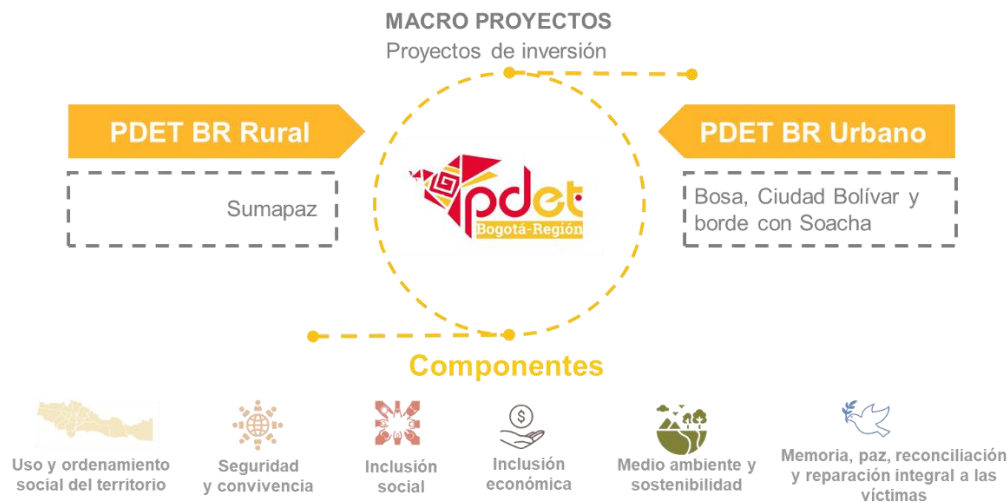 MACRO PROYECTOS
Proyectos de inversión
PDET BR Rural
PDET BR Urbano
Sumapaz
Bosa, Ciudad Bolívar y
borde con Soacha
pdet
Bogotá-Región
Componentes
Uso y ordenamiento
social del territorio
Seguridad
y convivencia
Inclusión
social
$
Inclusión
económica
Medio ambiente y
sostenibilidad
Memoria, paz, reconciliación
y reparación integral a las
víctimas